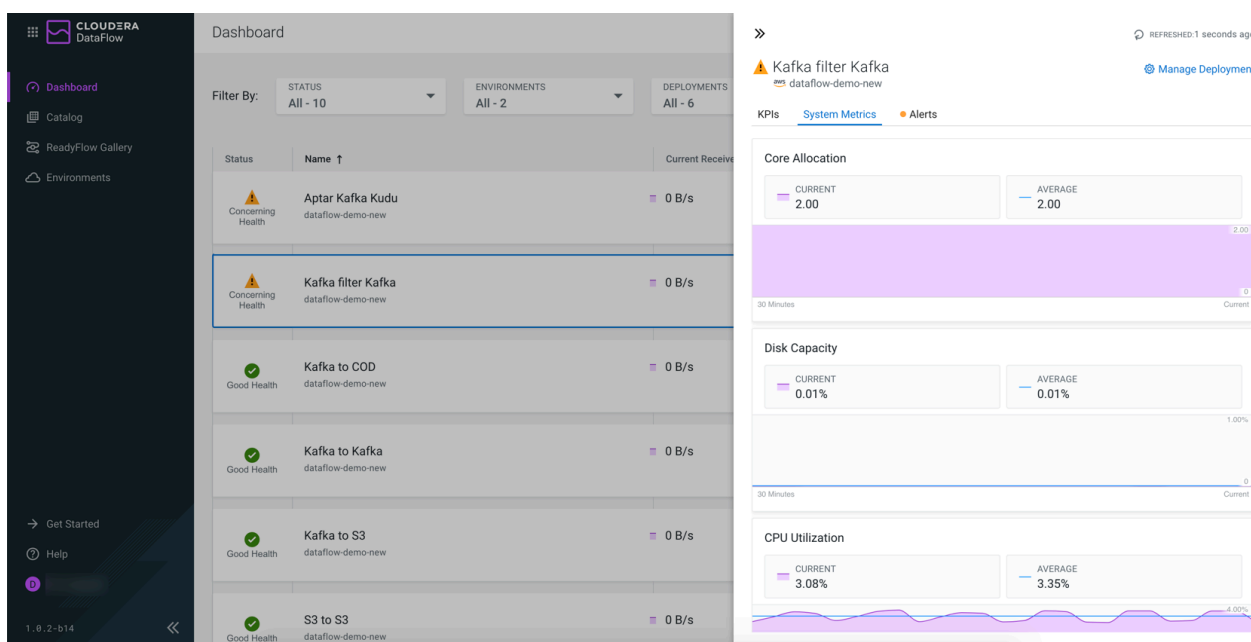 CLOUDERA
DataFlow
Dashboard
Catalog
ReadyFlow Gallery
Environments
Get Started
Help
D
1.0.2-b14
Dashboard
Filter By:
STATUS
All - 10
ENVIRONMENTS
All - 2
DEPLOYMENTS
All - 6
Status
Name
Current Receive
Concerning
Health
Aptar Kafka Kudu
dataflow-demo-new
0 B/s
Concerning
Health
Kafka filter Kafka
dataflow-demo-new
0 B/s
Good Health
Kafka to COD
dataflow-demo-new
0 B/s
Good Health
Kafka to Kafka
dataflow-demo-new
0 B/s
Good Health
Kafka to S3
dataflow-demo-new
0 B/s
Good Health
S3 to S3
dataflow-demo-new
0 B/s
REFRESHED:1 seconds ago
Kafka filter Kafka
aws dataflow-demo-new
Manage Deploymen
KPIs
System Metrics
Alerts
Core Allocation
CURRENT
2.00
AVERAGE
2.00
2.00
0
30 Minutes
Current
Disk Capacity
CURRENT
0.01%
AVERAGE
0.01%
1.00%
0
30 Minutes
Current
CPU Utilization
CURRENT
3.08%
AVERAGE
3.35%
4.00%